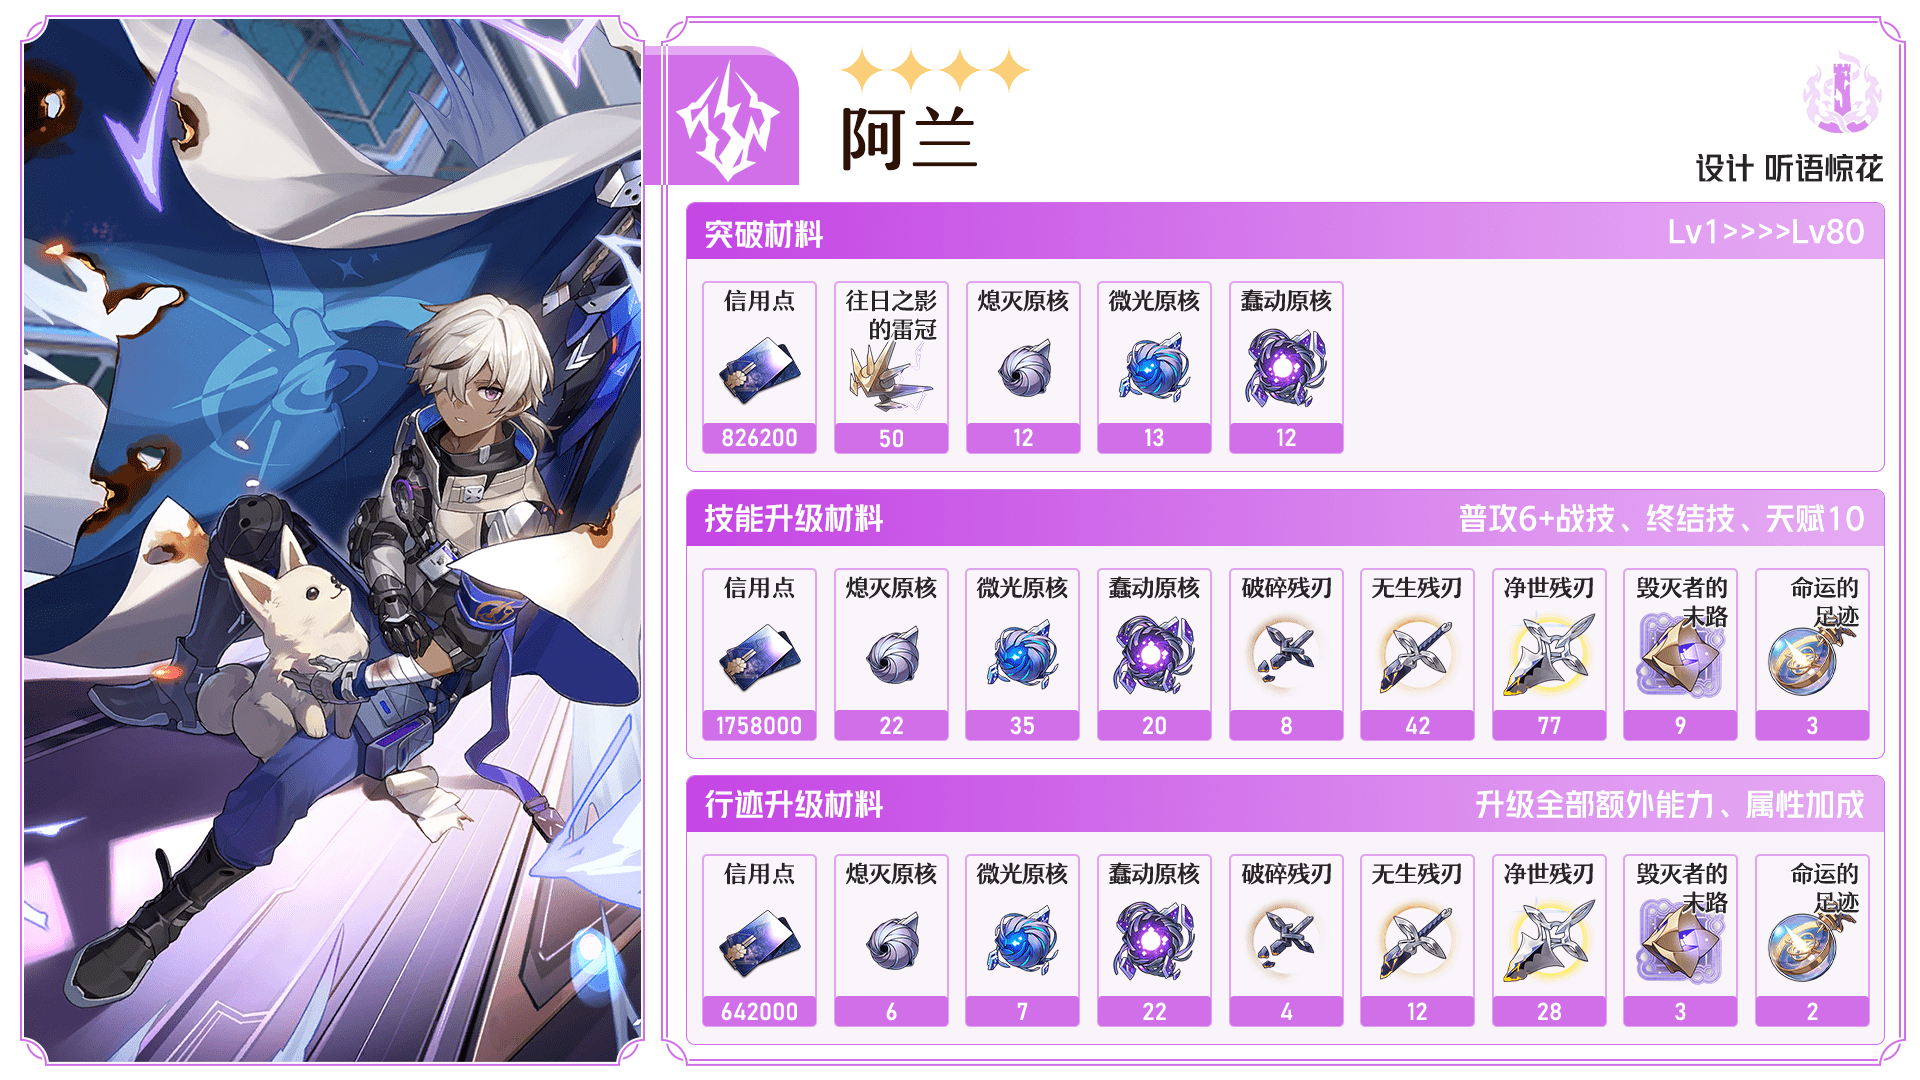 阿兰
设计 听语惊花
突破材料
Lv1>>>>Lv80
信用点
826200
往日之影
的雷冠
50
熄灭原核
12
微光原核
13
蠢动原核
12
技能升级材料
普攻6+战技、终结技、天赋10
信用点
1758000
熄灭原核
22
微光原核
35
蠢动原核
20
破碎残刃
8
无生残刃
42
净世残刃
77
毁灭者的
末路
9
命运的
足迹
3
行迹升级材料
升级全部额外能力、属性加成
信用点
642000
熄灭原核
6
微光原核
7
蠢动原核
22
破碎残刃
4
无生残刃
12
净世残刃
28
毁灭者的
末路
3
命运的
足迹
2